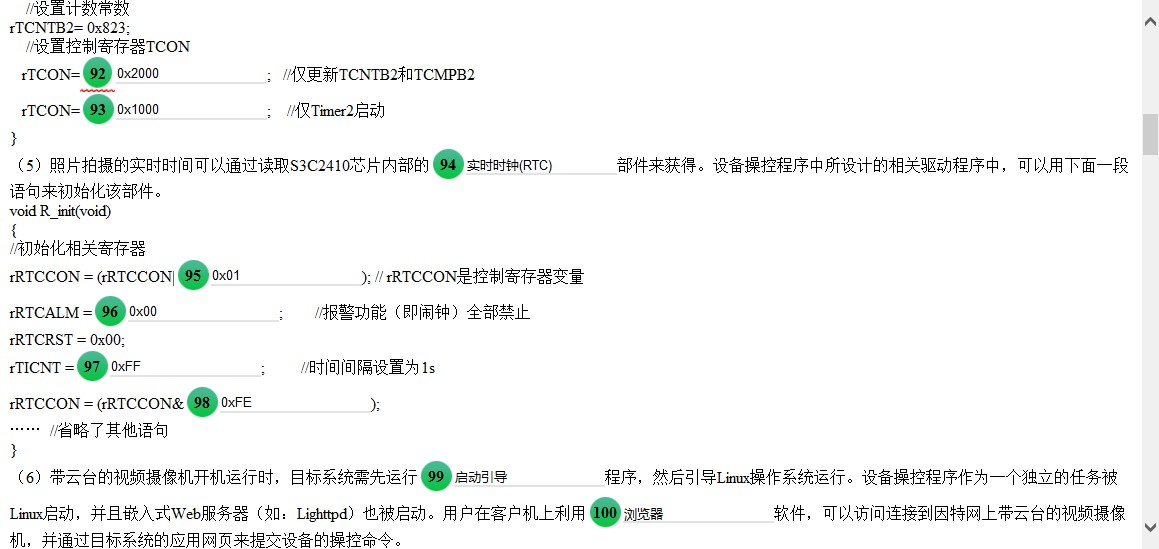 //设置计数常数
rTCNTB2= 0x823;
//设置控制寄存器TCON
rTCON= 92 0x2000 ; //仅更新TCNTB2和TCMPB2
rTCON= 93 0x1000 ; //仅Timer2启动
}
（5）照片拍摄的实时时间可以通过读取S3C2410芯片内部的 94 实时时钟(RTC) 部件来获得。设备操控程序中所设计的相关驱动程序中，可以用下面一段
语句来初始化该部件。
void R_init(void)
{
//初始化相关寄存器
rRTCCON = (rRTCCON| 95 0x01 ); // rRTCCON是控制寄存器变量
rRTCALM = 96 0x00 ; //报警功能（即闹钟）全部禁止
rRTCRST = 0x00;
rTICNT = 97 0xFF ; //时间间隔设置为1s
rRTCCON = (rRTCCON& 98 0xFE );
…… //省略了其他语句
}
（6）带云台的视频摄像机开机运行时，目标系统需先运行 99 启动引导 程序，然后引导Linux操作系统运行。设备操控程序作为一个独立的任务被
Linux启动，并且嵌入式Web服务器（如：Lighttpd）也被启动。用户在客户机上利用 100 浏览器 软件，可以访问连接到因特网上带云台的视频摄像
机，并通过目标系统的应用网页来提交设备的操控命令。